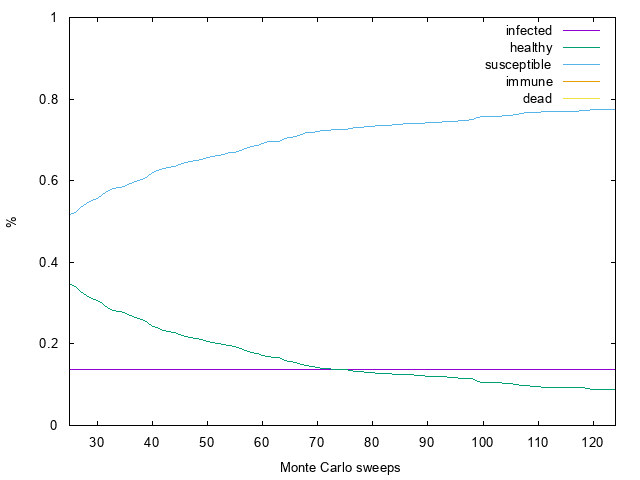 1
0.8
0.6
0.4
0.2
0
%
infected
healthy
susceptible
immune
dead
30 40 50 60 70 80 90 100 110 120
Monte Carlo sweeps